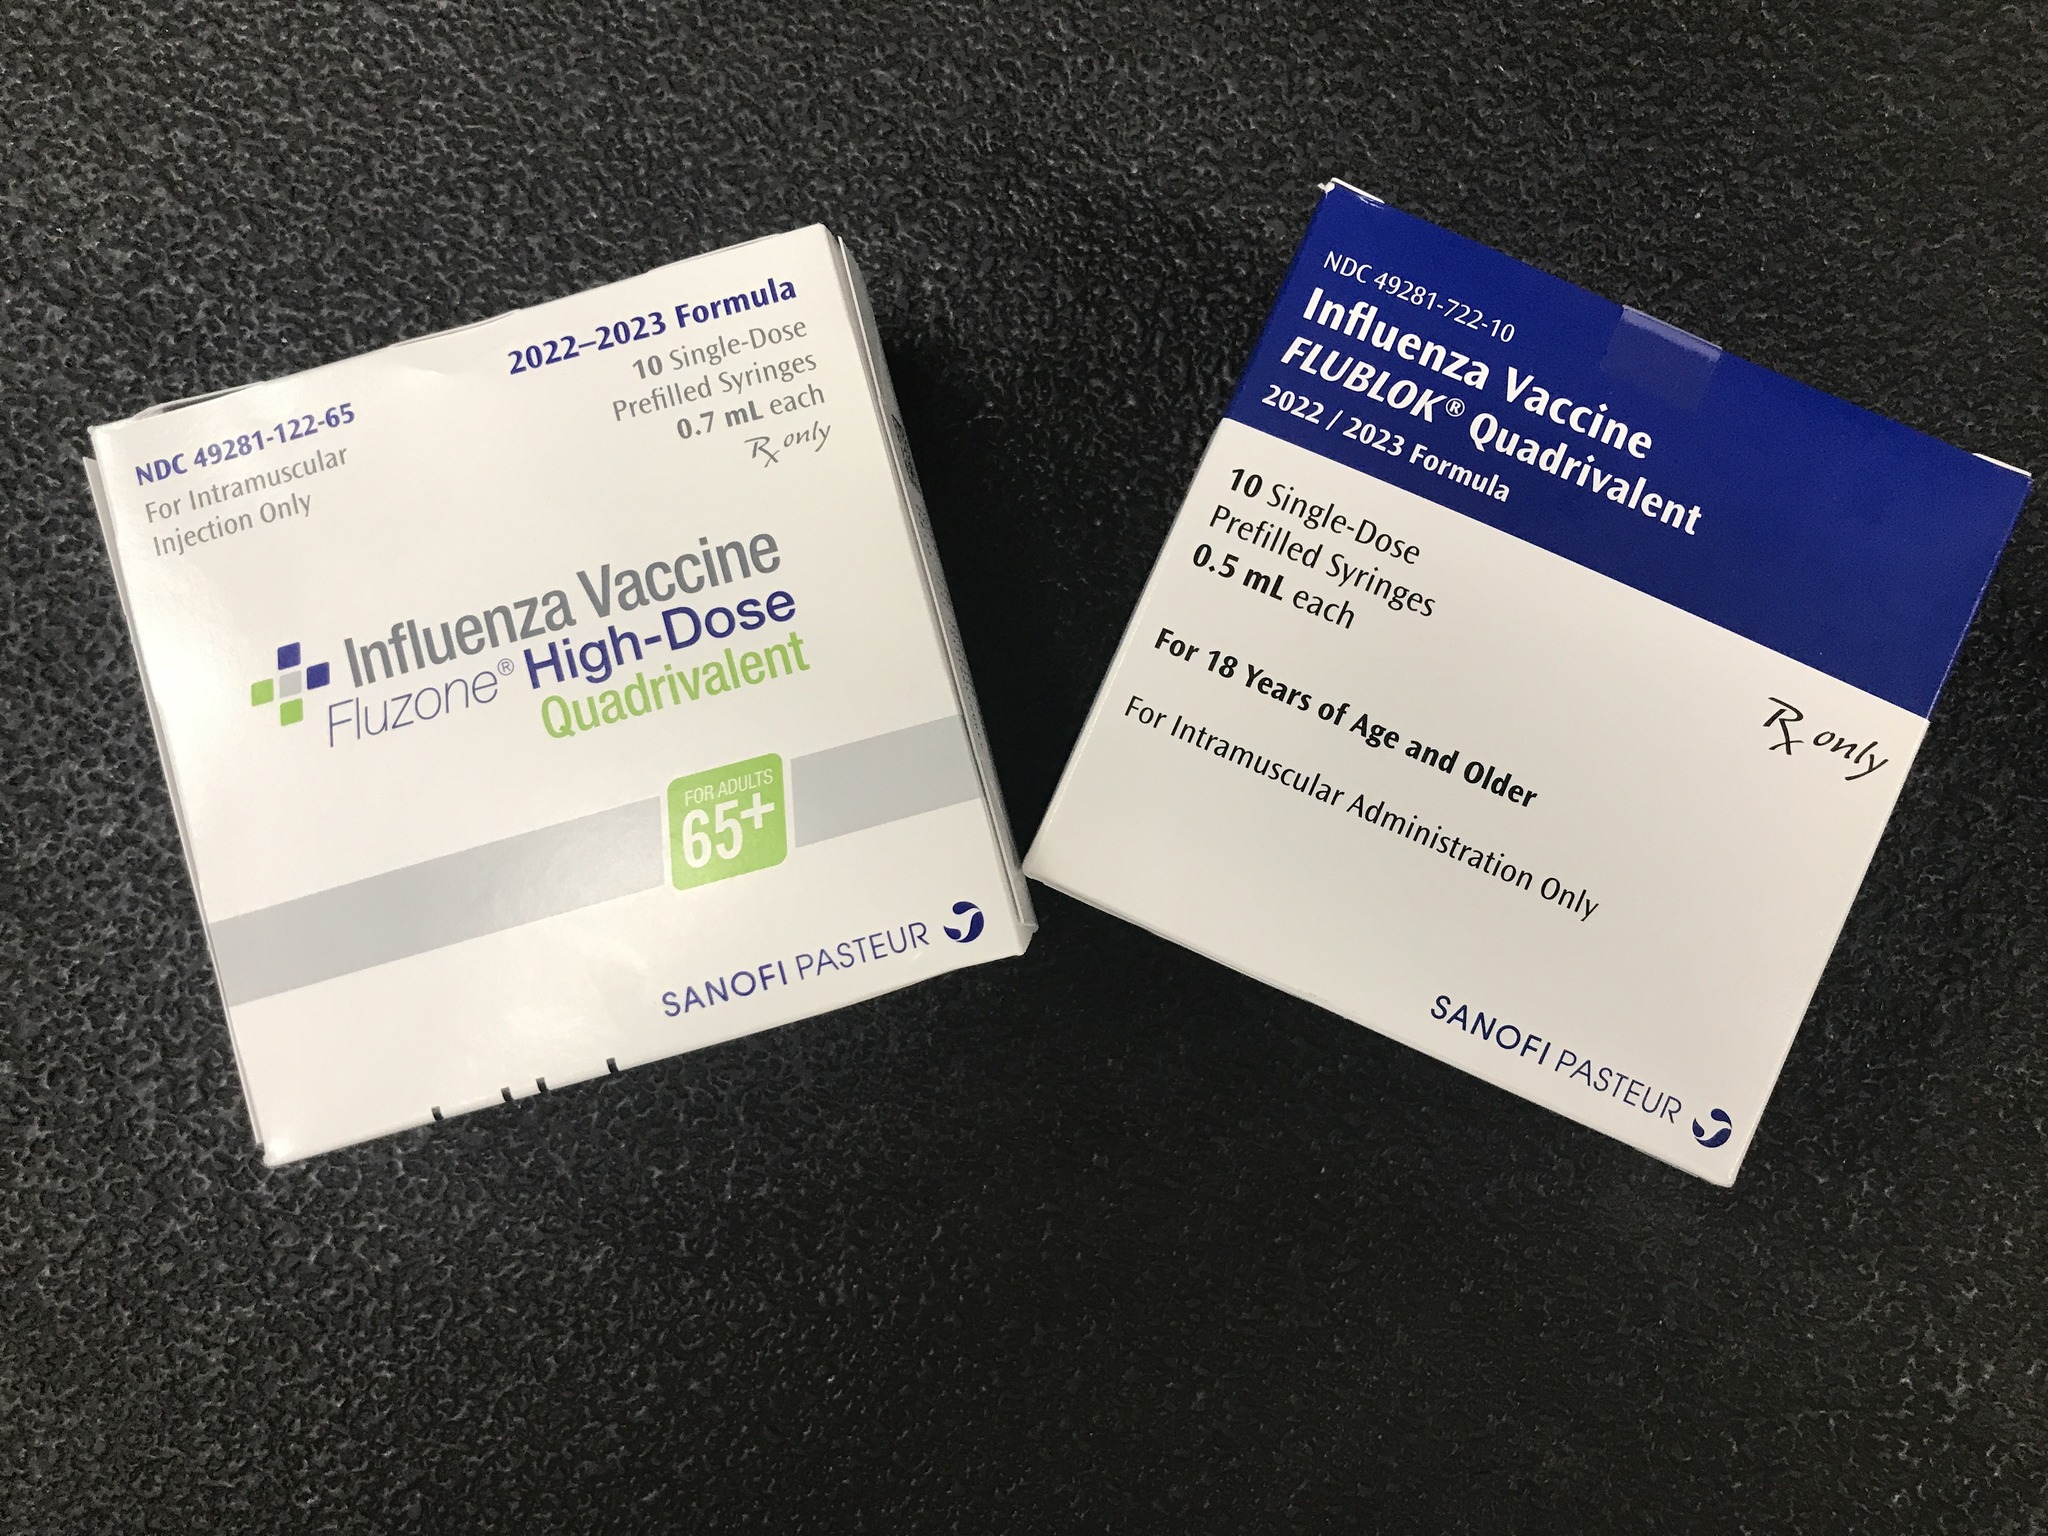 2022–2023 Formula
10 Single-Dose
Prefilled Syringes
0.7 mL each
Rx only
NDC 49281-122-65
For Intramuscular
Injection Only
Influenza Vaccine
Fluzone® High-Dose
Quadrivalent
FOR ADULTS
65+
SANOFI PASTEUR
NDC 49281-722-10
Influenza Vaccine
FLUBLOK® Quadrivalent
2022 / 2023 Formula
10 Single-Dose
Prefilled Syringes
0.5 mL each
For 18 Years of Age and Older
Rx only
For Intramuscular Administration Only
SANOFI PASTEUR